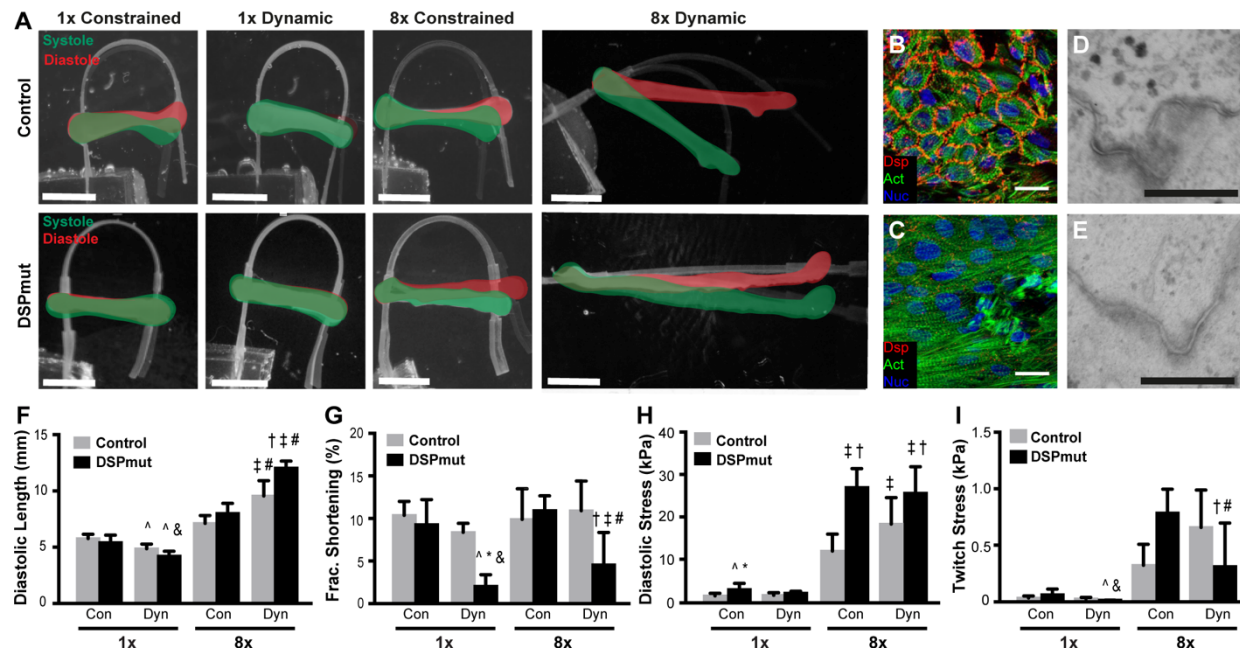 A
1x Constrained
1x Dynamic
8x Constrained
8x Dynamic
Control
Systole
Diastole
DSPmut
Systole
Diastole
B
Dsp
Act
Nuc
C
Dsp
Act
Nuc
D
E
F
Diastolic Length (mm)
15
10
5
0
Control
DSPmut
^
^ &
‡#
†‡#
Con
Dyn
Con
Dyn
1x
8x
G
Frac. Shortening (%)
20
15
10
5
0
Control
DSPmut
^ * &
†‡#
Con
Dyn
Con
Dyn
1x
8x
H
Diastolic Stress (kPa)
40
30
20
10
0
Control
DSPmut
^ *
‡†
‡
‡†
Con
Dyn
Con
Dyn
1x
8x
I
Twitch Stress (kPa)
1.5
1.0
0.5
0
Control
DSPmut
^ &
†#
Con
Dyn
Con
Dyn
1x
8x